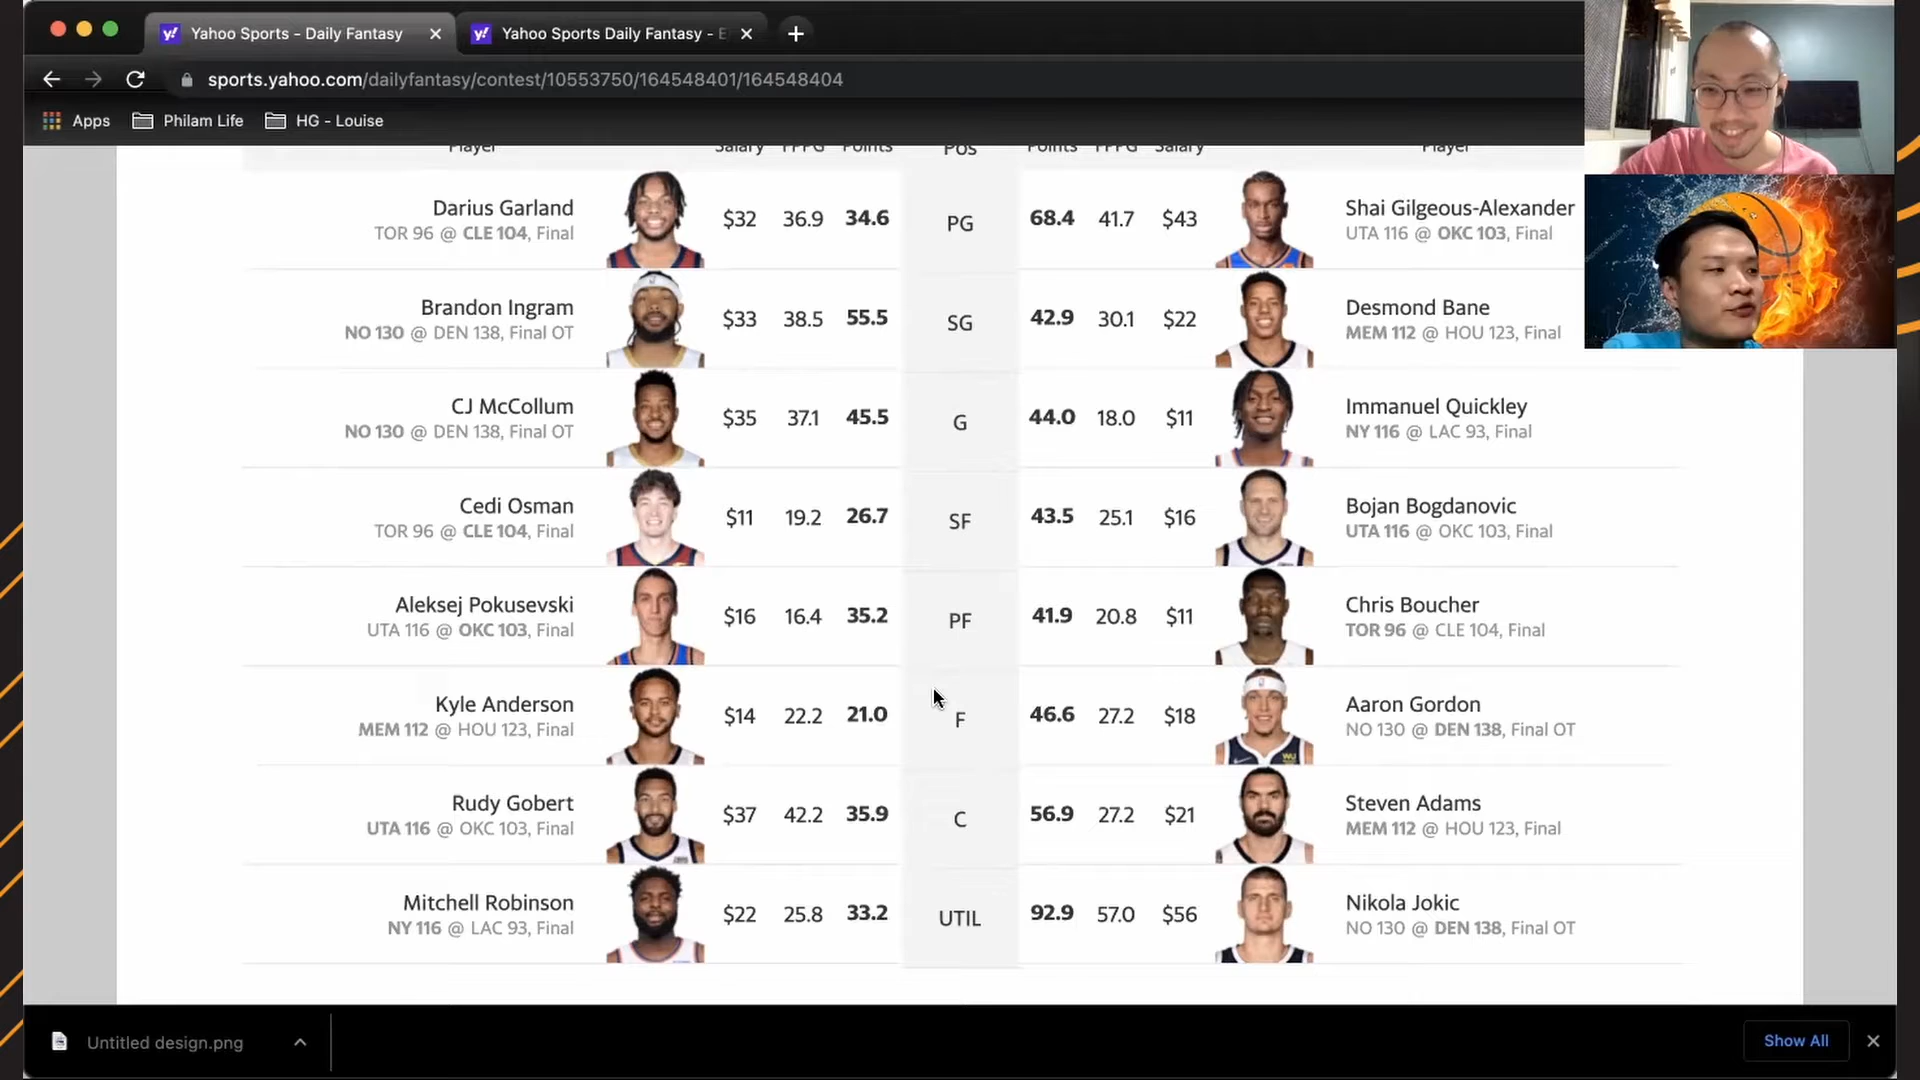 Yahoo Sports - Daily Fantasy
Yahoo Sports Daily Fantasy - E
sports.yahoo.com/dailyfantasy/contest/10553750/164548401/164548404
Apps Philam Life HG - Louise
Player Salary FPPG Points Pos Points FPPG Salary Player
Darius Garland $32 36.9 34.6 PG 68.4 41.7 $43 Shai Gilgeous-Alexander
TOR 96 @ CLE 104, Final UTA 116 @ OKC 103, Final
Brandon Ingram $33 38.5 55.5 SG 42.9 30.1 $22 Desmond Bane
NO 130 @ DEN 138, Final OT MEM 112 @ HOU 123, Final
CJ McCollum $35 37.1 45.5 G 44.0 18.0 $11 Immanuel Quickley
NO 130 @ DEN 138, Final OT NY 116 @ LAC 93, Final
Cedi Osman $11 19.2 26.7 SF 43.5 25.1 $16 Bojan Bogdanovic
TOR 96 @ CLE 104, Final UTA 116 @ OKC 103, Final
Aleksej Pokusevski $16 16.4 35.2 PF 41.9 20.8 $11 Chris Boucher
UTA 116 @ OKC 103, Final TOR 96 @ CLE 104, Final
Kyle Anderson $14 22.2 21.0 F 46.6 27.2 $18 Aaron Gordon
MEM 112 @ HOU 123, Final NO 130 @ DEN 138, Final OT
Rudy Gobert $37 42.2 35.9 C 56.9 27.2 $21 Steven Adams
UTA 116 @ OKC 103, Final MEM 112 @ HOU 123, Final
Mitchell Robinson $22 25.8 33.2 UTIL 92.9 57.0 $56 Nikola Jokic
NY 116 @ LAC 93, Final NO 130 @ DEN 138, Final OT
Untitled design.png Show All